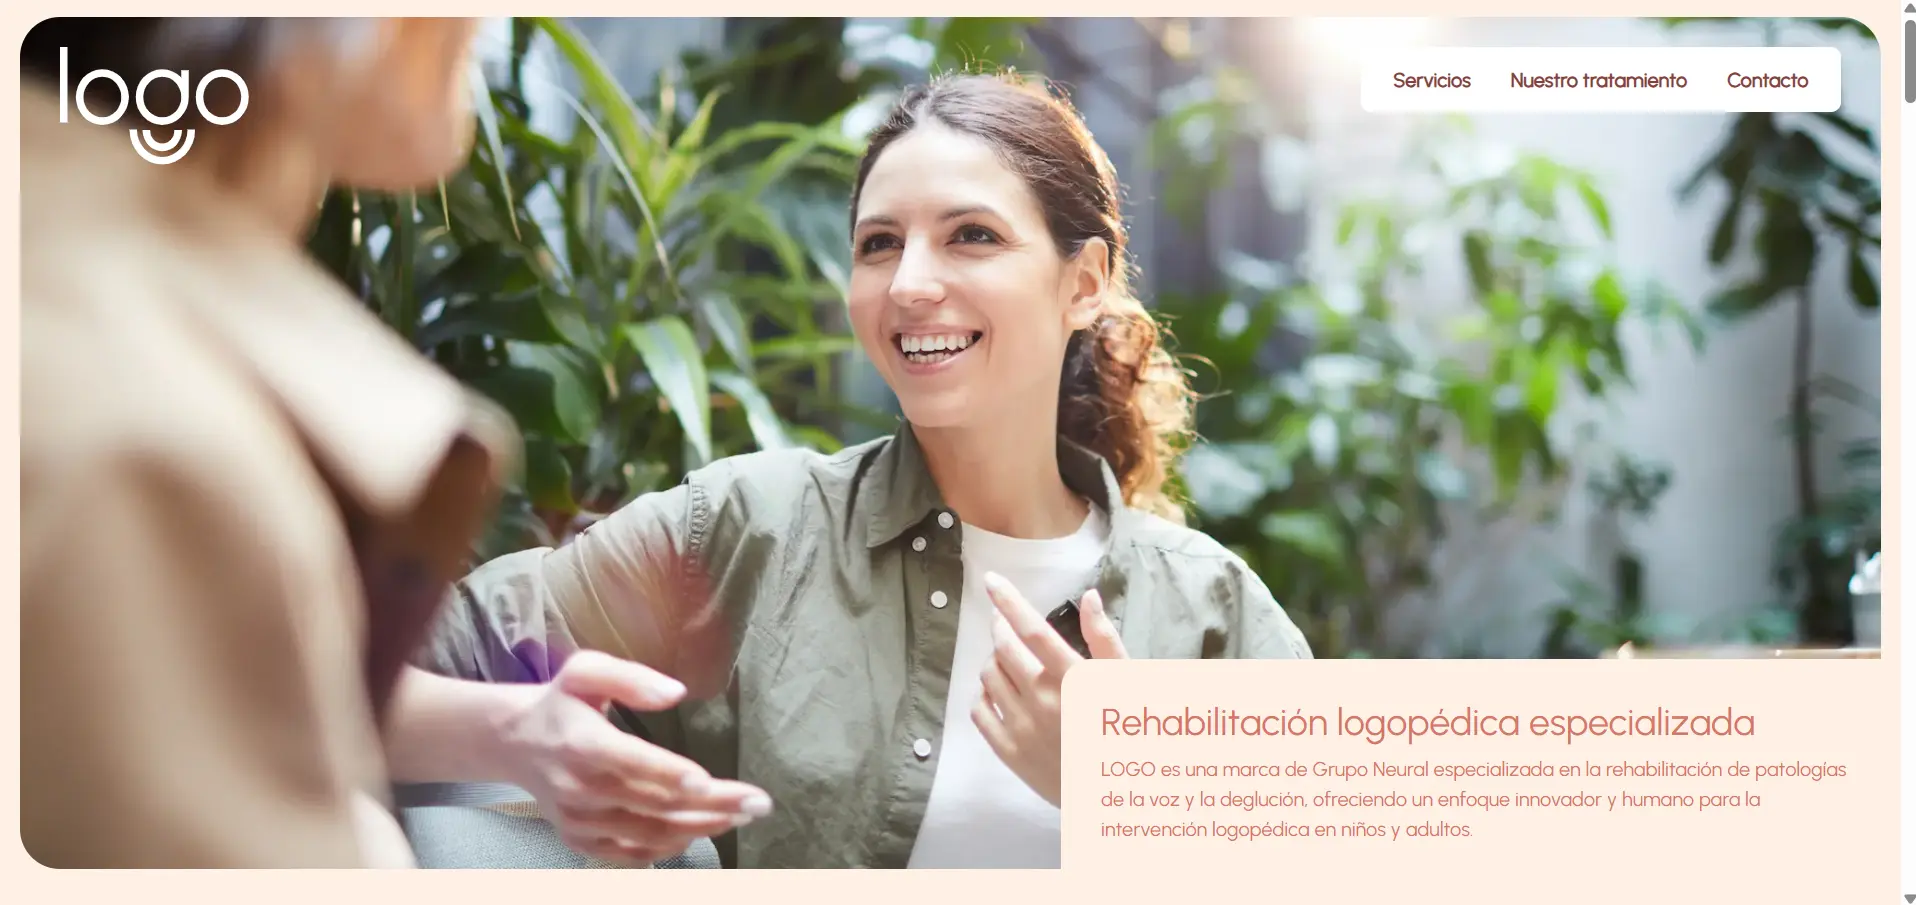 logo
Servicios Nuestro tratamiento Contacto
Rehabilitación logopédica especializada
LOGO es una marca de Grupo Neural especializada en la rehabilitación de patologías
de la voz y la deglución, ofreciendo un enfoque innovador y humano para la
intervención logopédica en niños y adultos.